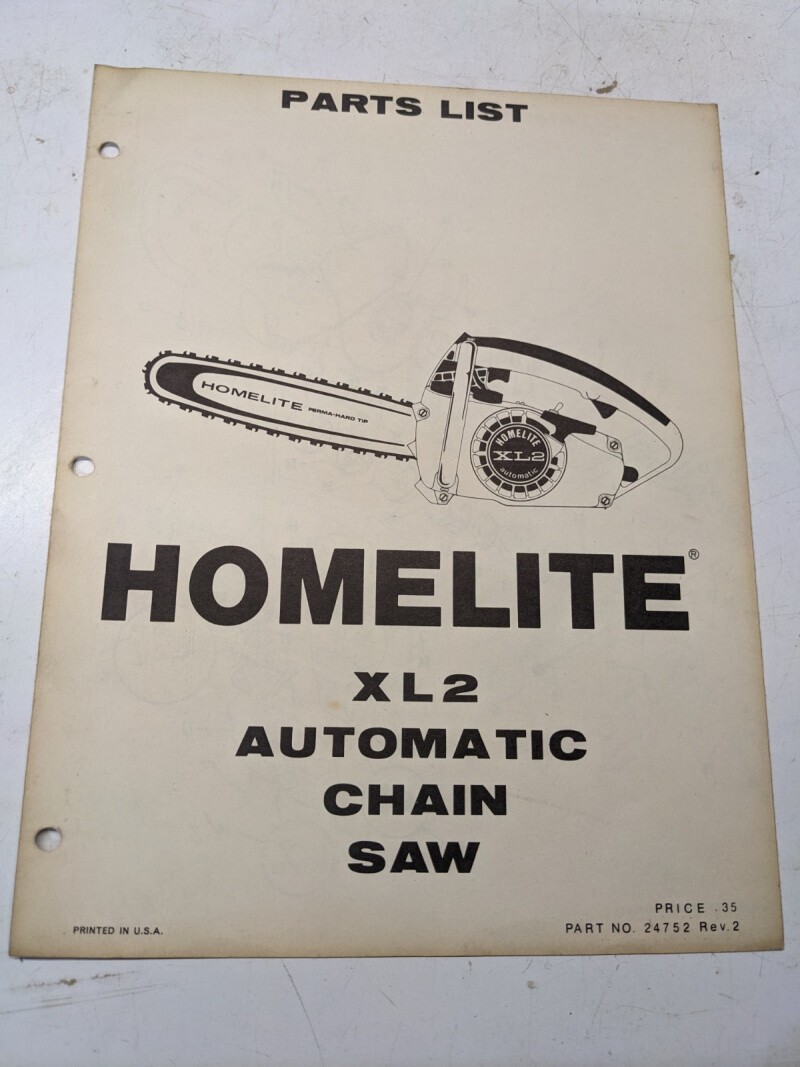 PARTS LIST
HOMELITE PERMA-HARD TIP
HOMELITE
XL2
automatic
HOMELITE®
XL2
AUTOMATIC
CHAIN
SAW
PRICE .35
PRINTED IN U.S.A.
PART NO. 24752 Rev.2